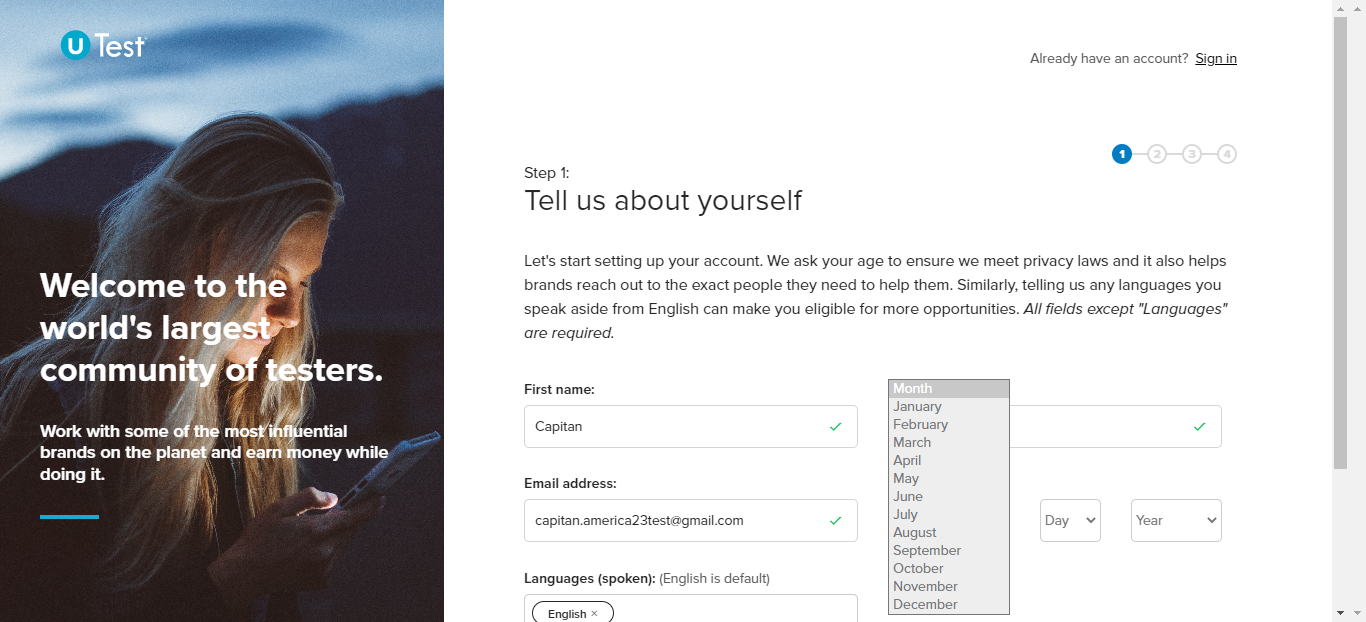 U Test
Already have an account? Sign in
1 2 3 4
Step 1:
Tell us about yourself
Let's start setting up your account. We ask your age to ensure we meet privacy laws and it also helps
brands reach out to the exact people they need to help them. Similarly, telling us any languages you
speak aside from English can make you eligible for more opportunities. All fields except "Languages"
are required.
Welcome to the
world's largest
community of testers.
Work with some of the most influential
brands on the planet and earn money while
doing it.
First name:
Capitan
Email address:
capitan.america23test@gmail.com
Languages (spoken): (English is default)
English ×
Month
January
February
March
April
May
June
July
August
September
October
November
December
Day
Year